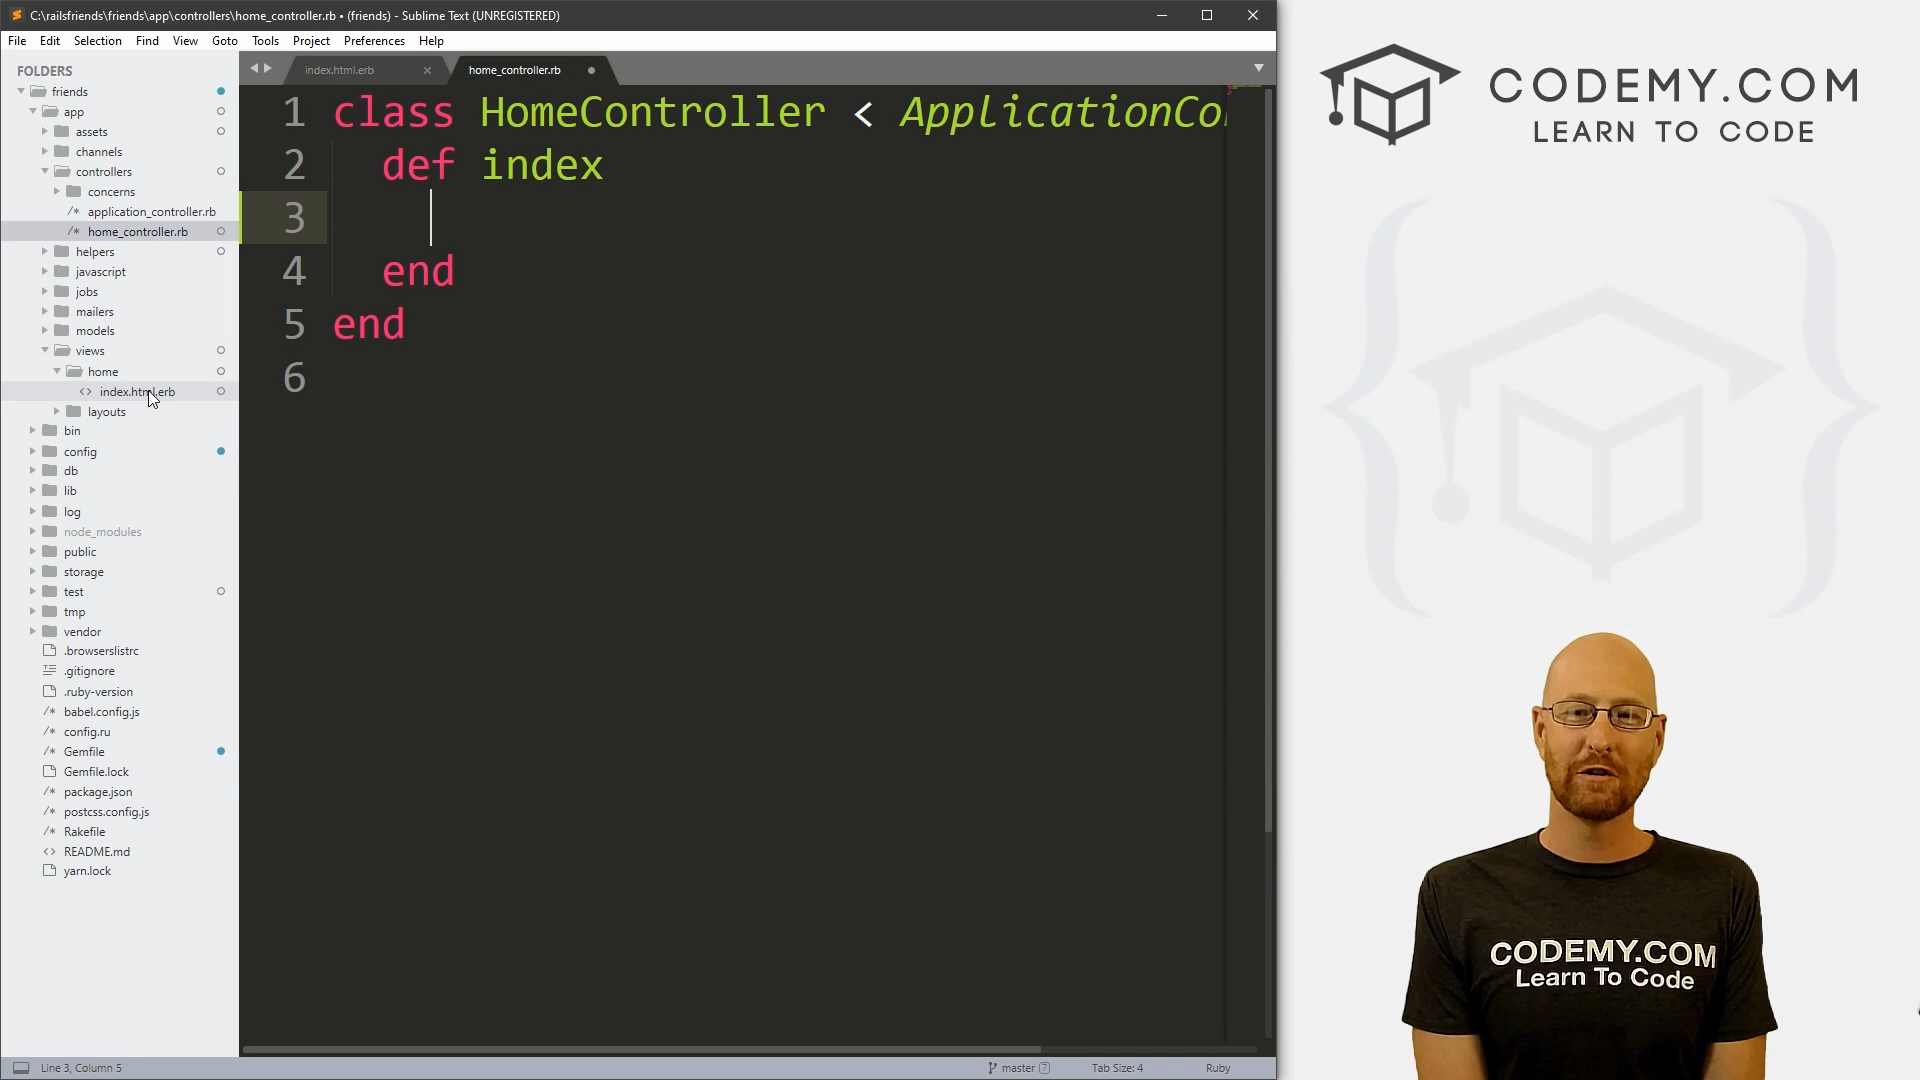 C:\railsfriends\friends\app\controllers\home_controller.rb • (friends) - Sublime Text (UNREGISTERED)
File Edit Selection Find View Goto Tools Project Preferences Help
FOLDERS
friends
app
assets
channels
controllers
concerns
application_controller.rb
home_controller.rb
helpers
javascript
jobs
mailers
models
views
home
index.html.erb
layouts
bin
config
db
lib
log
node_modules
public
storage
test
tmp
vendor
.browserslistrc
.gitignore
.ruby-version
babel.config.js
config.ru
Gemfile
Gemfile.lock
package.json
postcss.config.js
Rakefile
README.md
yarn.lock
index.html.erb
home_controller.rb
1 class HomeController < ApplicationCo
2 def index
3
4 end
5 end
6
Line 3, Column 5
master 7
Tab Size: 4
Ruby
CODEMY.COM
LEARN TO CODE
CODEMY.COM
Learn To Code